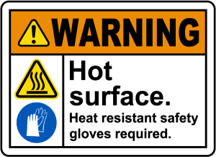 WARNING
Hot
surface.
Heat resistant safety
gloves required.